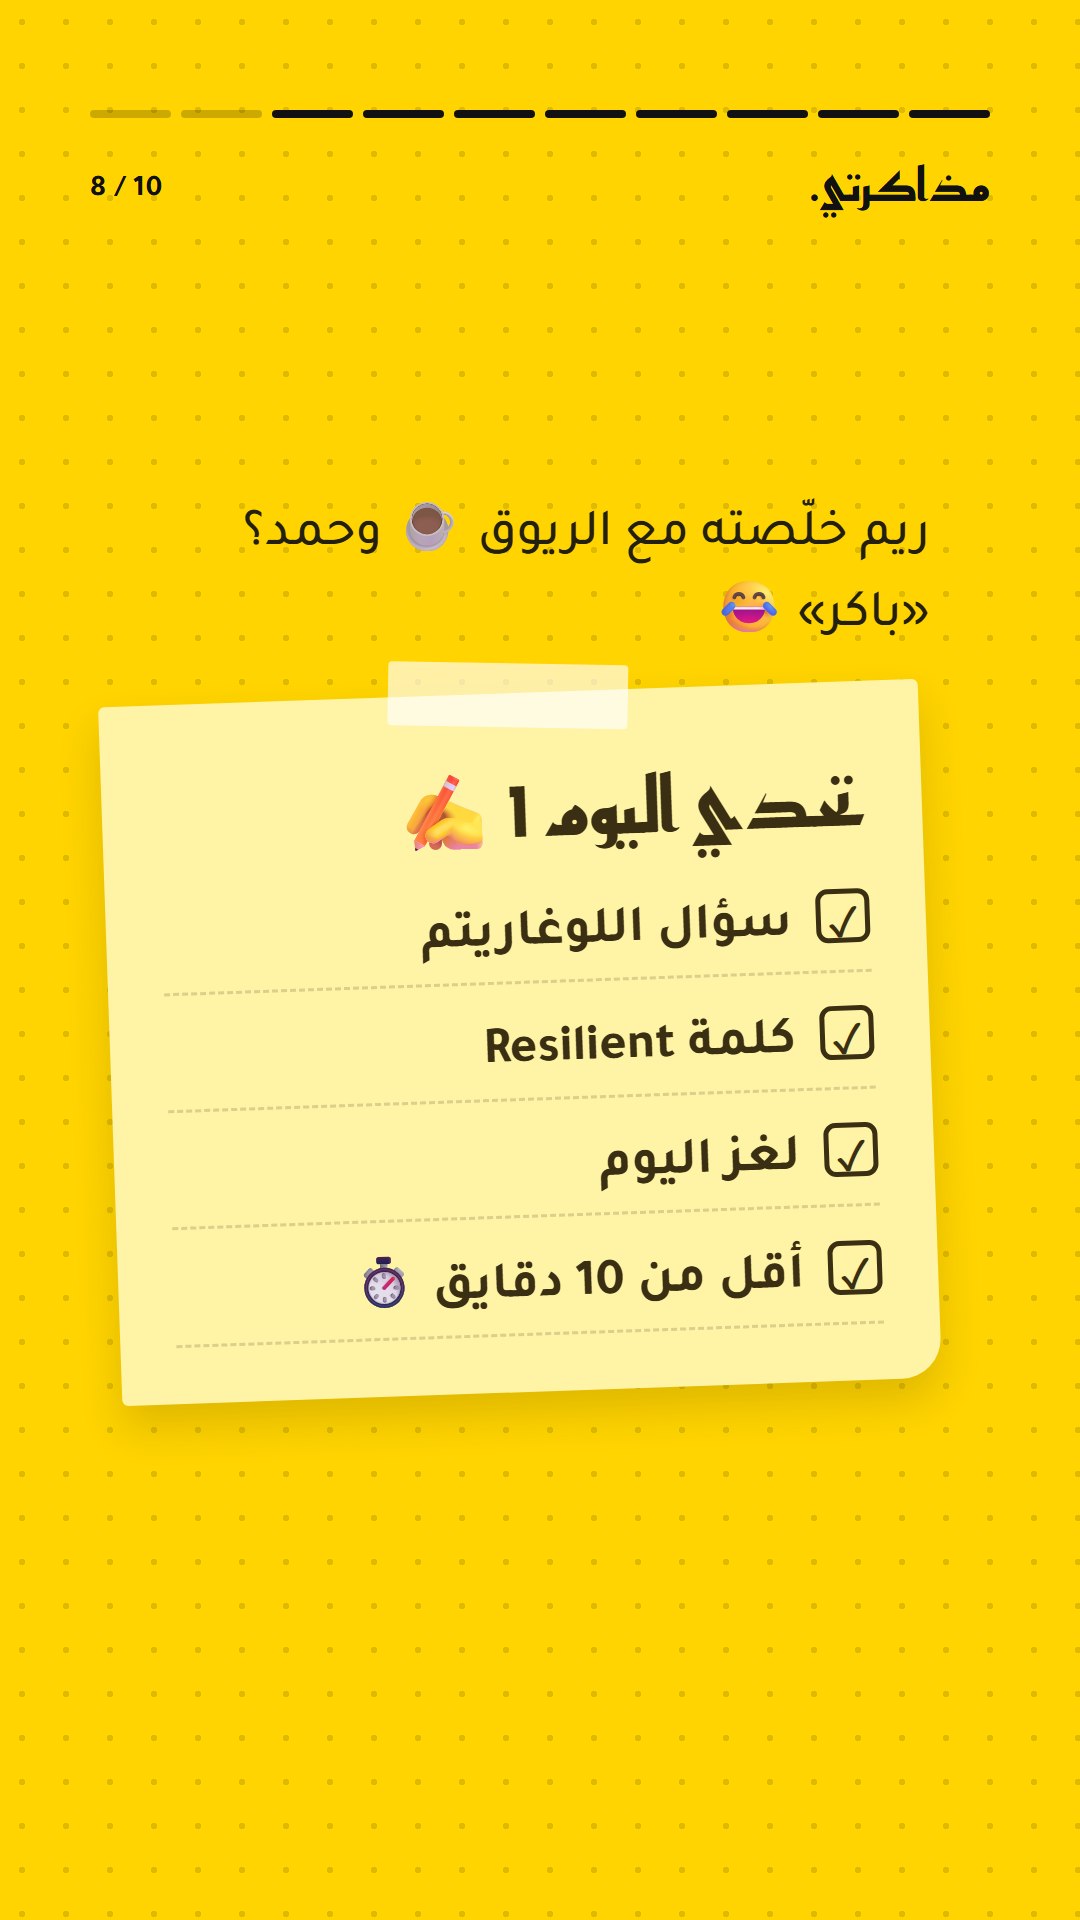 مذاكرتي.
8 / 10
ريم خلّصته مع الريوق ☕ وحمد؟
«باكر» 😂
تحدي اليوم 1 ✍️
سؤال اللوغاريتم
كلمة Resilient
لغز اليوم
أقل من 10 دقايق ⏱️